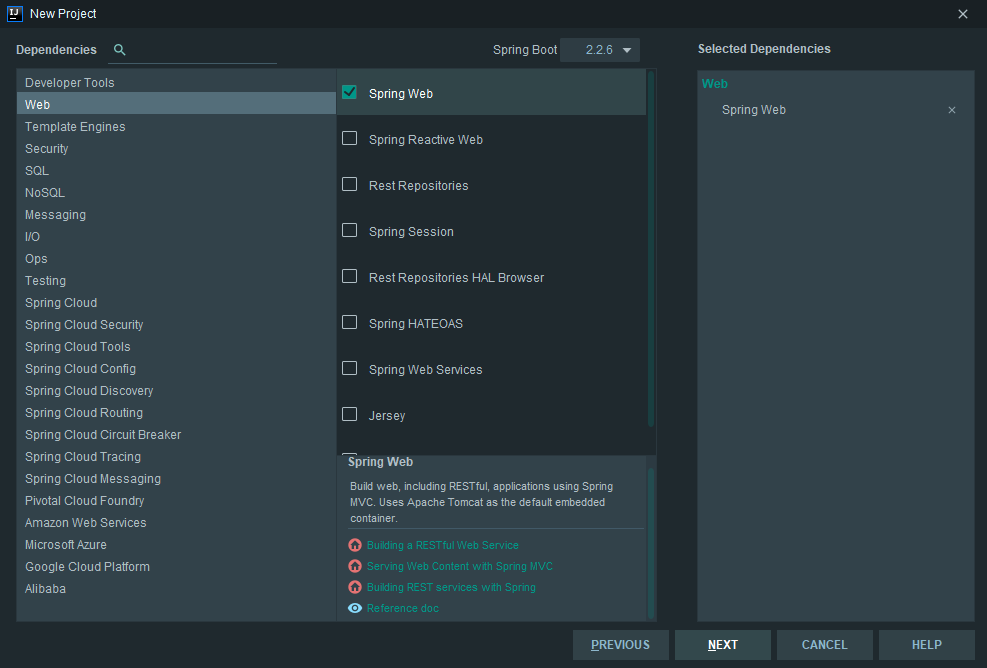 IJ
New Project
Dependencies
Spring Boot 2.2.6
Selected Dependencies
Developer Tools
Web
Template Engines
Security
SQL
NoSQL
Messaging
I/O
Ops
Testing
Spring Cloud
Spring Cloud Security
Spring Cloud Tools
Spring Cloud Config
Spring Cloud Discovery
Spring Cloud Routing
Spring Cloud Circuit Breaker
Spring Cloud Tracing
Spring Cloud Messaging
Pivotal Cloud Foundry
Amazon Web Services
Microsoft Azure
Google Cloud Platform
Alibaba
Spring Web
Spring Reactive Web
Rest Repositories
Spring Session
Rest Repositories HAL Browser
Spring HATEOAS
Spring Web Services
Jersey
Spring Web
Build web, including RESTful, applications using Spring
MVC. Uses Apache Tomcat as the default embedded
container.
Building a RESTful Web Service
Serving Web Content with Spring MVC
Building REST services with Spring
Reference doc
Web
Spring Web
PREVIOUS
NEXT
CANCEL
HELP